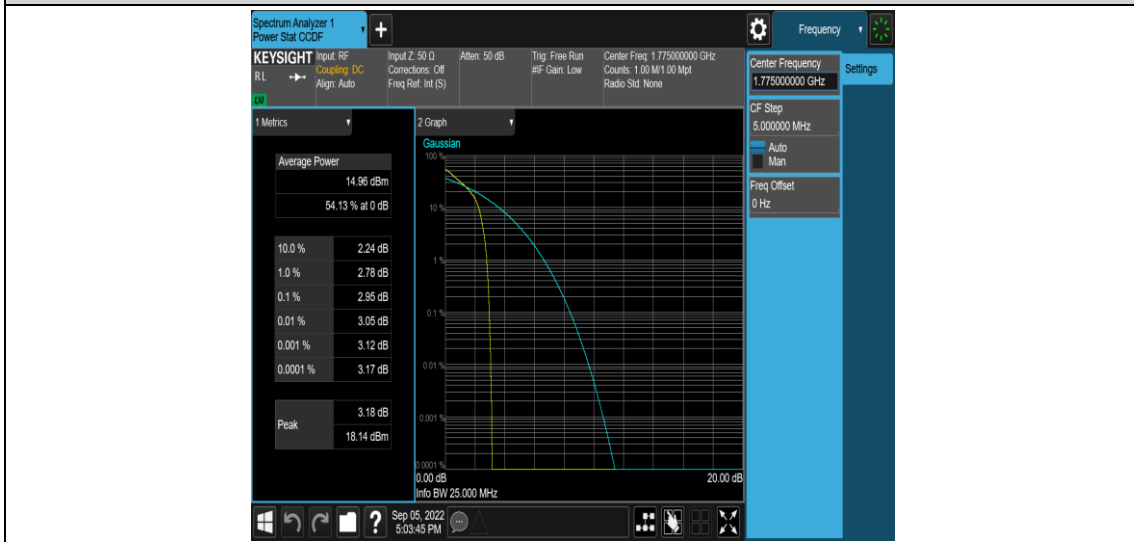 Spectrum Analyzer 1
Power Stat CCDF
+
Frequency
KEYSIGHT
RL
LXI
Input: RF
Coupling: DC
Align: Auto
Input Z: 50 Ω
Corrections: Off
Freq Ref: Int (S)
Atten: 50 dB
Trig: Free Run
#IF Gain: Low
Center Freq: 1.775000000 GHz
Counts: 1.00 M/1.00 Mpt
Radio Std: None
Center Frequency
1.775000000 GHz
Settings
CF Step
5.000000 MHz
Auto
Man
Freq Offset
0 Hz
1 Metrics
Average Power
14.96 dBm
54.13 % at 0 dB
10.0 % 2.24 dB
1.0 % 2.78 dB
0.1 % 2.95 dB
0.01 % 3.05 dB
0.001 % 3.12 dB
0.0001 % 3.17 dB
Peak
3.18 dB
18.14 dBm
2 Graph
Gaussian
100 %
10 %
1 %
0.1 %
0.01 %
0.001 %
0.0001 %
0.00 dB 20.00 dB
Info BW 25.000 MHz
?
Sep 05, 2022
5:03:45 PM